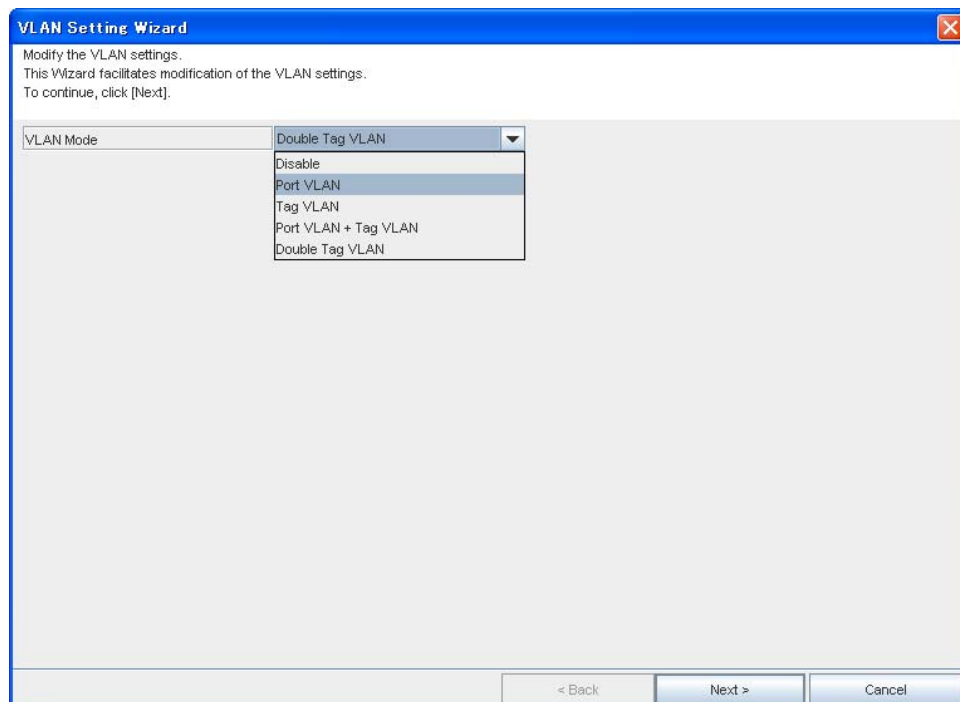 VLAN Setting Wizard
Modify the VLAN settings.
This Wizard facilitates modification of the VLAN settings.
To continue, click [Next].
VLAN Mode
Double Tag VLAN
Disable
Port VLAN
Tag VLAN
Port VLAN + Tag VLAN
Double Tag VLAN
< Back
Next >
Cancel